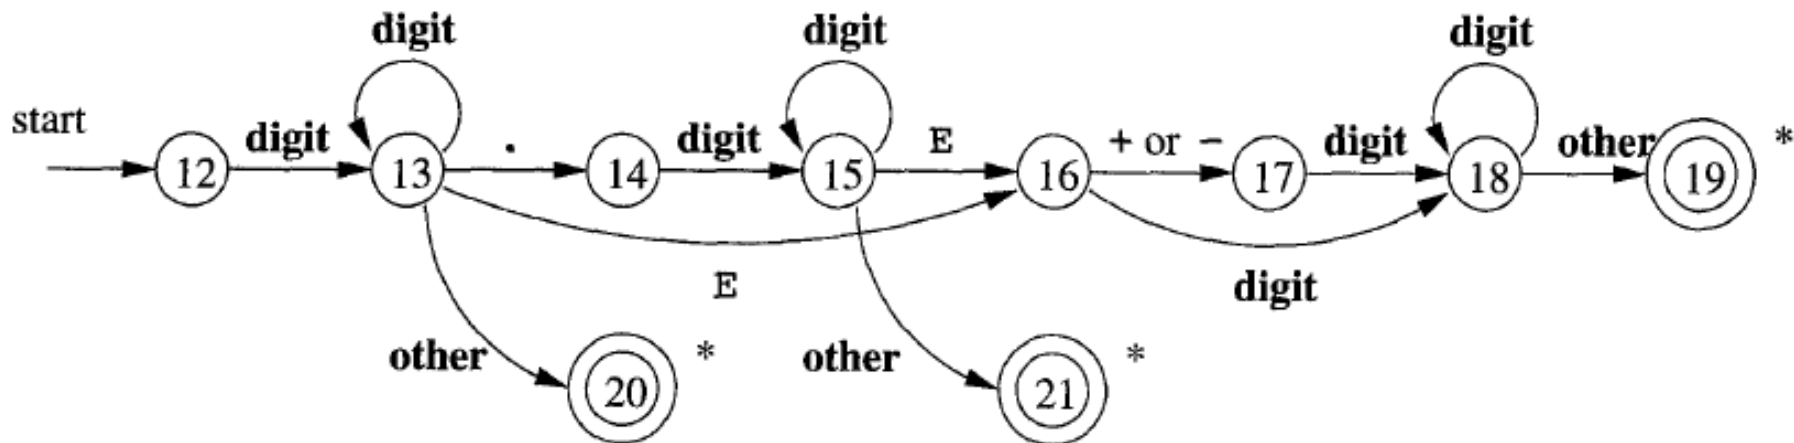 digit digit digit
start digit . digit E + or - digit other *
12 13 14 15 16 17 18 19
E digit
other * other *
20 21